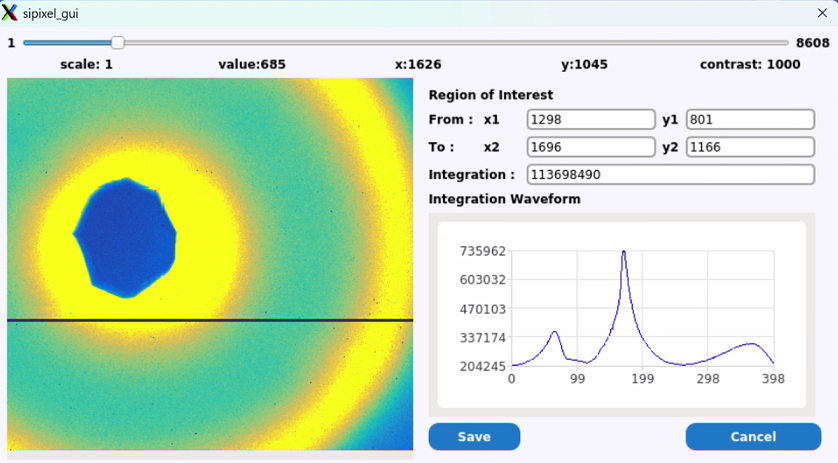 sipixel_gui
1 8608
scale: 1 value:685 x:1626 y:1045 contrast: 1000
Region of Interest
From : x1 1298 y1 801
To : x2 1696 y2 1166
Integration : 113698490
Integration Waveform
735962
603032
470103
337174
204245
0 99 199 298 398
Save Cancel